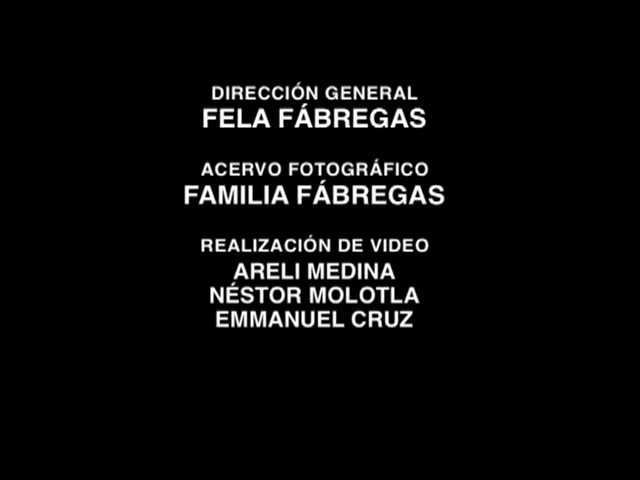 DIRECCIÓN GENERAL
FELA FÁBREGAS
ACERVO FOTOGRÁFICO
FAMILIA FÁBREGAS
REALIZACIÓN DE VIDEO
ARELI MEDINA
NÉSTOR MOLOTLA
EMMANUEL CRUZ